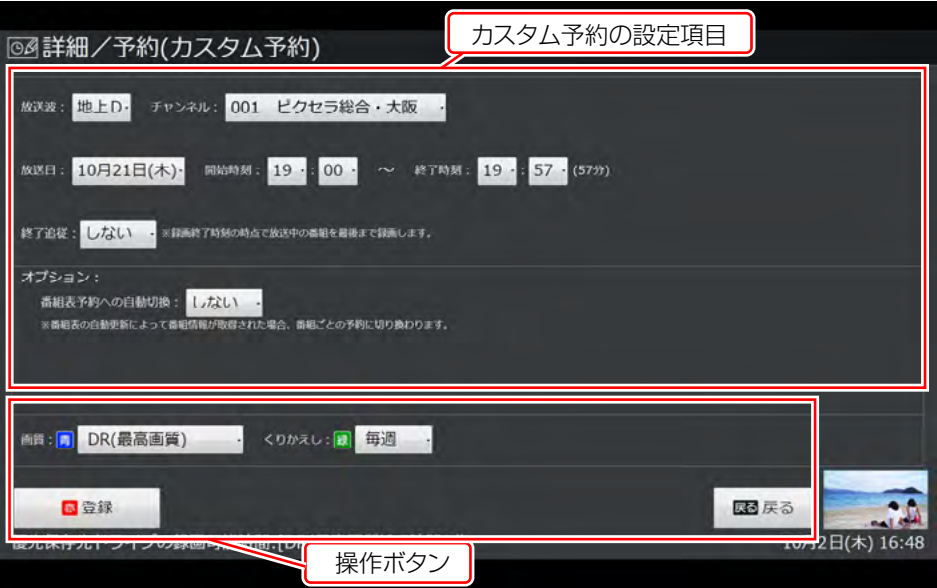 カスタム予約の設定項目
詳細／予約(カスタム予約)
放送波： 地上D チャンネル： 001 ピクセラ総合・大阪
放送日： 10月21日(木) 開始時刻： 19 : 00 ～ 終了時刻： 19 : 57 (57分)
終了追従： しない ※録画終了時刻の時点で放送中の番組を最後まで録画します。
オプション：
番組表予約への自動切換： しない
※番組表の自動更新によって番組情報が取得された場合、番組ごとの予約に切り換わります。
画質： 青 DR(最高画質) くりかえし： 緑 毎週
赤 登録 戻る 戻る
10月2日(木) 16:48
操作ボタン